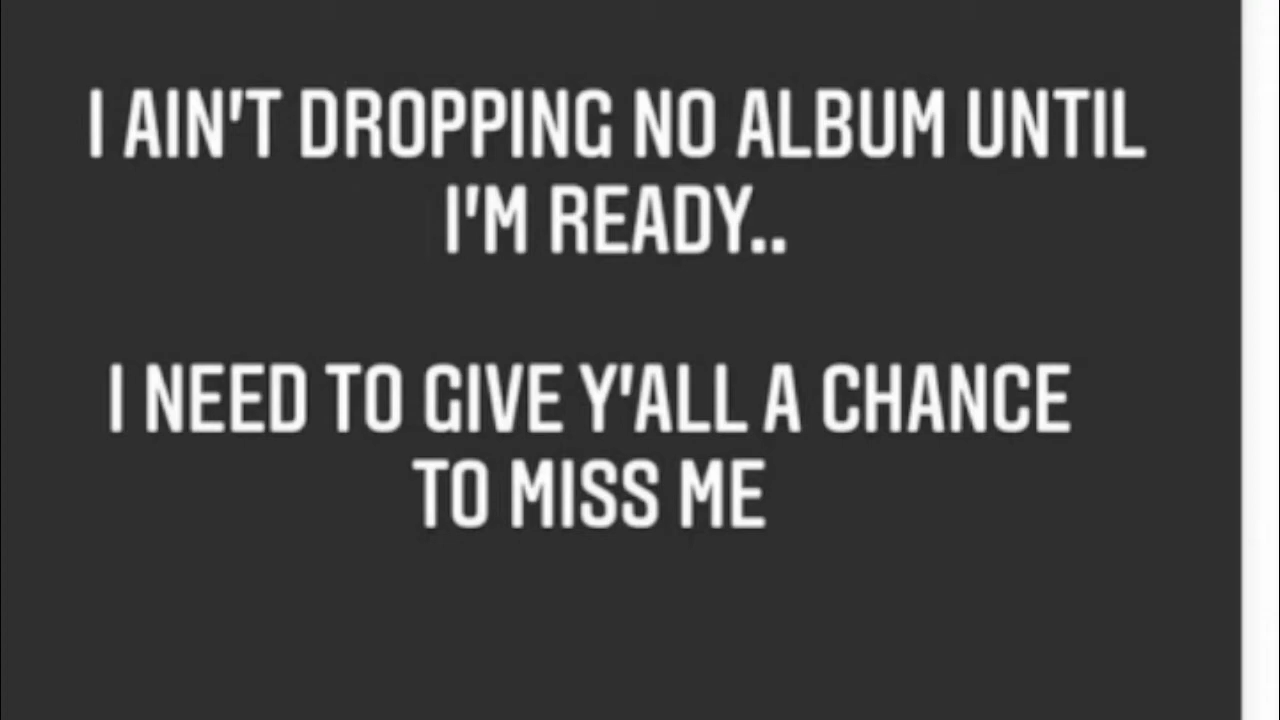 I AIN'T DROPPING NO ALBUM UNTIL
I'M READY..
I NEED TO GIVE Y'ALL A CHANCE
TO MISS ME